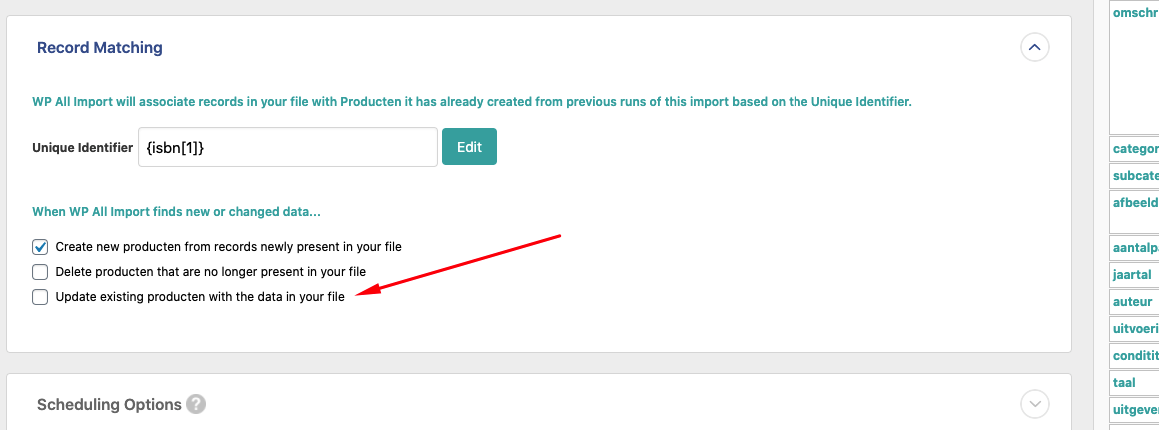 Record Matching
WP All Import will associate records in your file with Producten it has already created from previous runs of this import based on the Unique Identifier.
Unique Identifier {isbn[1]} Edit
When WP All Import finds new or changed data...
Create new producten from records newly present in your file
Delete producten that are no longer present in your file
Update existing producten with the data in your file
Scheduling Options ?
omschr
categor
subcate
afbeeld
aantalp
jaartal
auteur
uitvoeri
conditit
taal
uitgeve